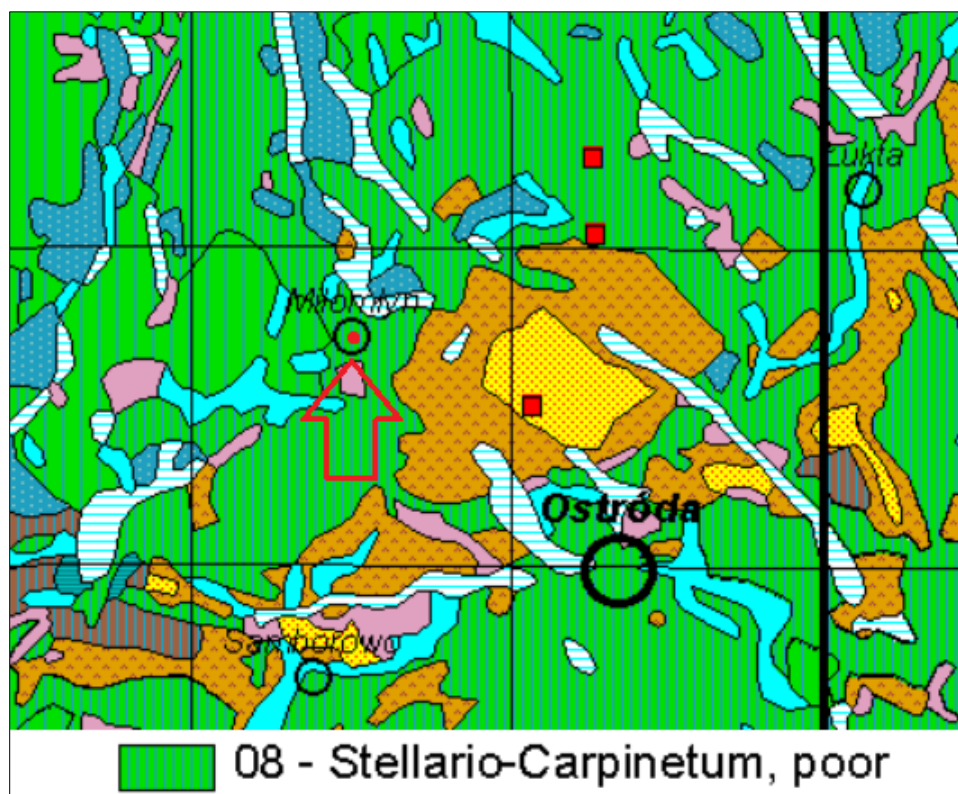 Łukta
Miłomłyn
Ostróda
Samborowo
08 - Stellario-Carpinetum, poor